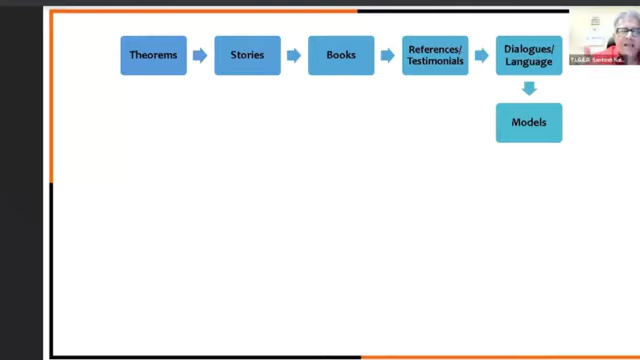 Theorems
Stories
Books
References/
Testimonials
Dialogues/
Language
Models